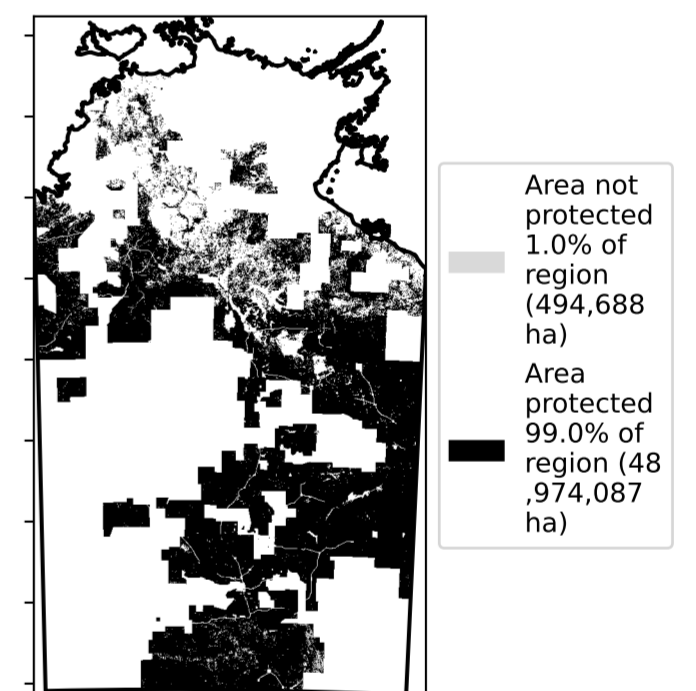 Area not
protected
1.0% of
region
(494,688
ha)
Area
protected
99.0% of
region (48
,974,087
ha)